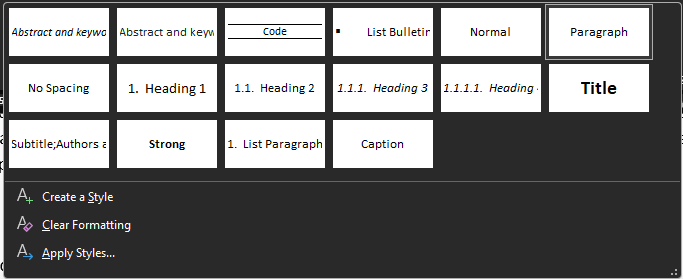 Abstract and keywo
Abstract and keyw
Code
▪ List Bulletin
Normal
Paragraph
No Spacing
1. Heading 1
1.1. Heading 2
1.1.1. Heading 3
1.1.1.1. Heading
Title
Subtitle;Authors a
Strong
1. List Paragraph
Caption
Create a Style
Clear Formatting
Apply Styles...